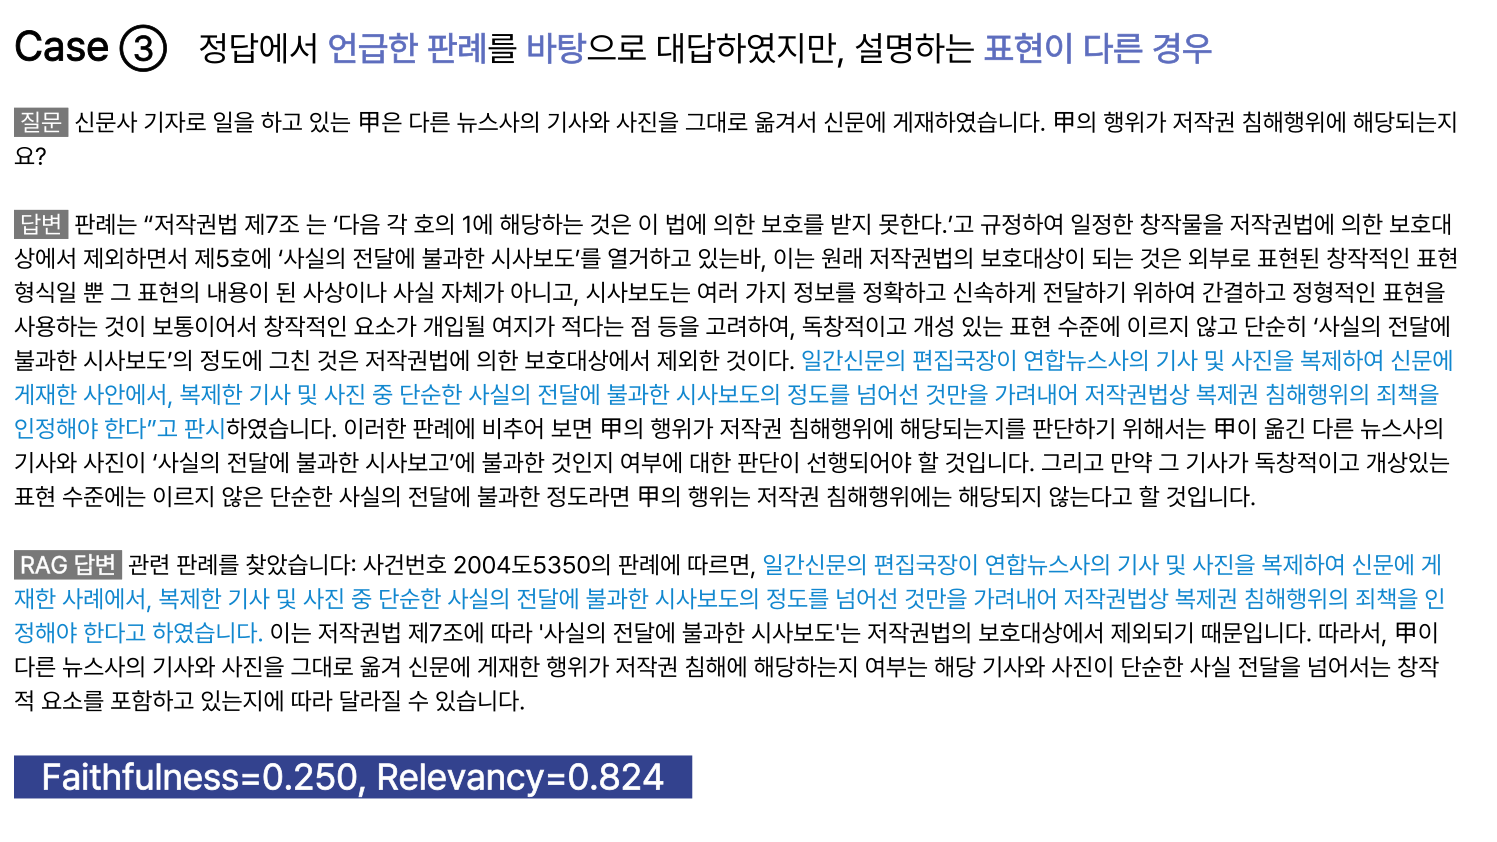 Case ③ 정답에서 언급한 판례를 바탕으로 대답하였지만, 설명하는 표현이 다른 경우
질문 신문사 기자로 일을 하고 있는 甲은 다른 뉴스사의 기사와 사진을 그대로 옮겨서 신문에 게재하였습니다. 甲의 행위가 저작권 침해행위에 해당되는지
요?
답변 판례는 “저작권법 제7조 는 ‘다음 각 호의 1에 해당하는 것은 이 법에 의한 보호를 받지 못한다.’고 규정하여 일정한 창작물을 저작권법에 의한 보호대
상에서 제외하면서 제5호에 ‘사실의 전달에 불과한 시사보도’를 열거하고 있는바, 이는 원래 저작권법의 보호대상이 되는 것은 외부로 표현된 창작적인 표현
형식일 뿐 그 표현의 내용이 된 사상이나 사실 자체가 아니고, 시사보도는 여러 가지 정보를 정확하고 신속하게 전달하기 위하여 간결하고 정형적인 표현을
사용하는 것이 보통이어서 창작적인 요소가 개입될 여지가 적다는 점 등을 고려하여, 독창적이고 개성 있는 표현 수준에 이르지 않고 단순히 ‘사실의 전달에
불과한 시사보도’의 정도에 그친 것은 저작권법에 의한 보호대상에서 제외한 것이다. 일간신문의 편집국장이 연합뉴스사의 기사 및 사진을 복제하여 신문에
게재한 사안에서, 복제한 기사 및 사진 중 단순한 사실의 전달에 불과한 시사보도의 정도를 넘어선 것만을 가려내어 저작권법상 복제권 침해행위의 죄책을
인정해야 한다”고 판시하였습니다. 이러한 판례에 비추어 보면 甲의 행위가 저작권 침해행위에 해당되는지를 판단하기 위해서는 甲이 옮긴 다른 뉴스사의
기사와 사진이 ‘사실의 전달에 불과한 시사보고’에 불과한 것인지 여부에 대한 판단이 선행되어야 할 것입니다. 그리고 만약 그 기사가 독창적이고 개상있는
표현 수준에는 이르지 않은 단순한 사실의 전달에 불과한 정도라면 甲의 행위는 저작권 침해행위에는 해당되지 않는다고 할 것입니다.
RAG 답변 관련 판례를 찾았습니다: 사건번호 2004도5350의 판례에 따르면, 일간신문의 편집국장이 연합뉴스사의 기사 및 사진을 복제하여 신문에 게
재한 사례에서, 복제한 기사 및 사진 중 단순한 사실의 전달에 불과한 시사보도의 정도를 넘어선 것만을 가려내어 저작권법상 복제권 침해행위의 죄책을 인
정해야 한다고 하였습니다. 이는 저작권법 제7조에 따라 '사실의 전달에 불과한 시사보도'는 저작권법의 보호대상에서 제외되기 때문입니다. 따라서, 甲이
다른 뉴스사의 기사와 사진을 그대로 옮겨 신문에 게재한 행위가 저작권 침해에 해당하는지 여부는 해당 기사와 사진이 단순한 사실 전달을 넘어서는 창작
적 요소를 포함하고 있는지에 따라 달라질 수 있습니다.
Faithfulness=0.250, Relevancy=0.824